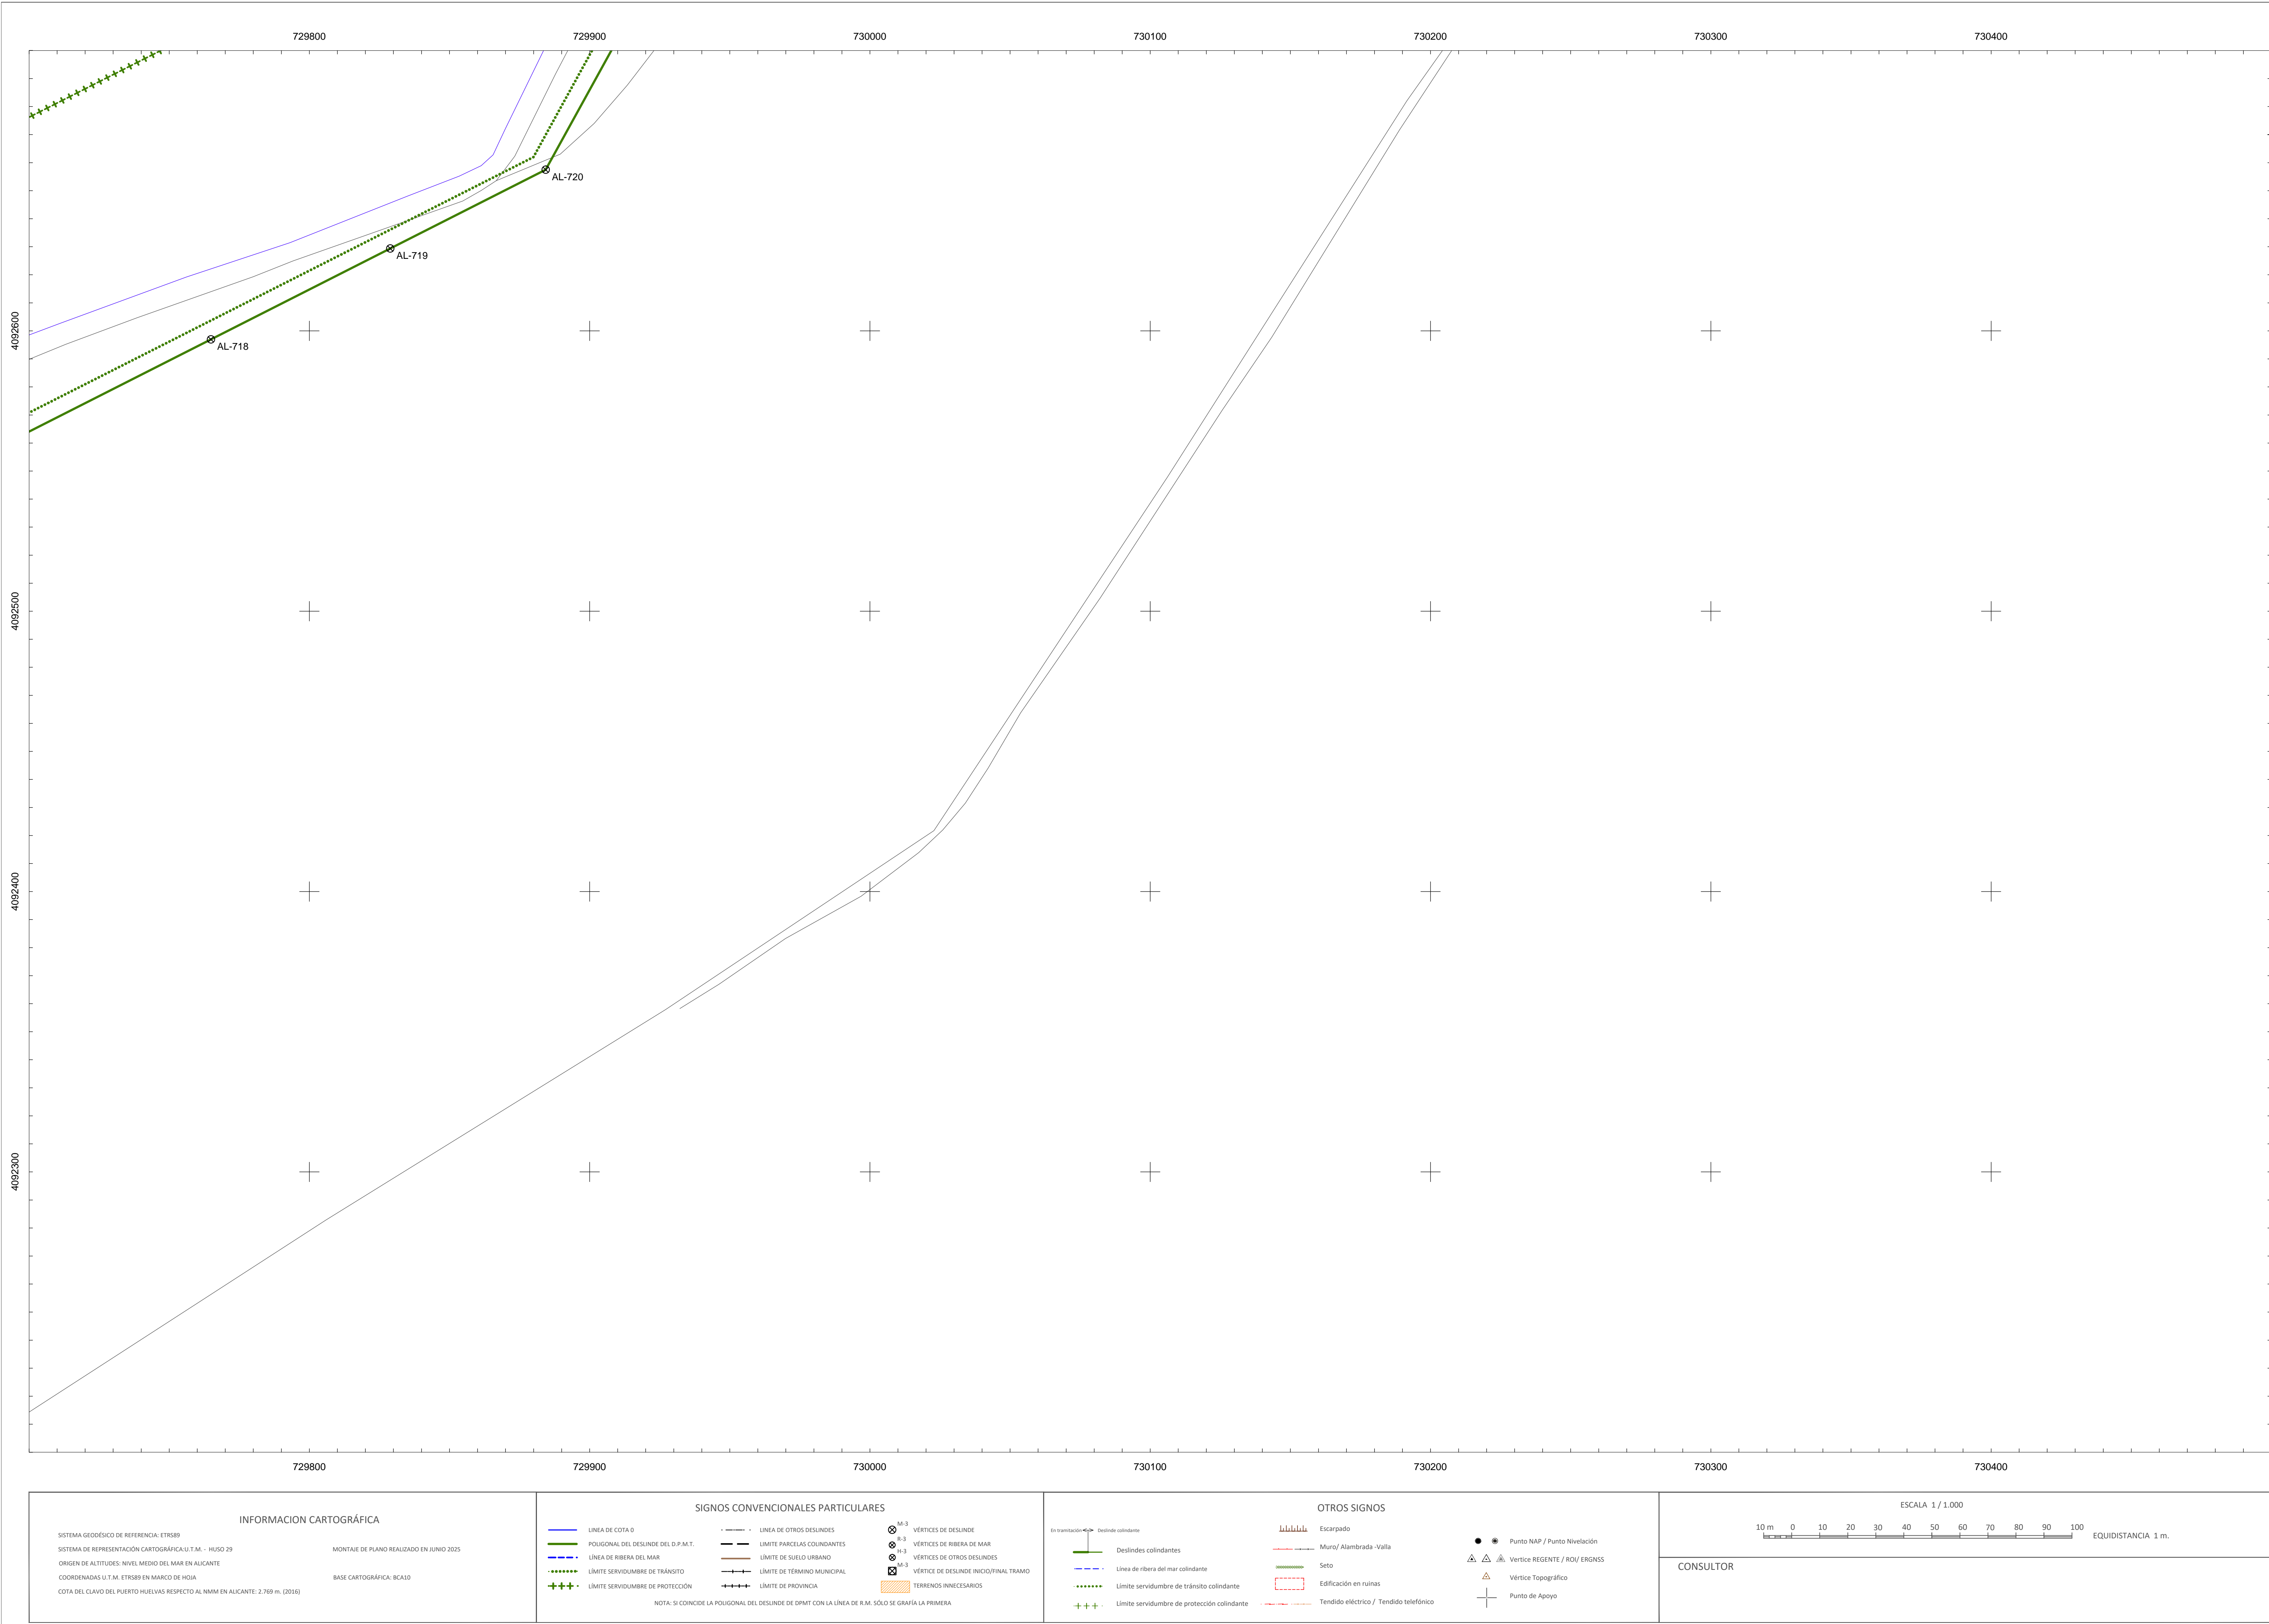 729800 729900 730000 730100 730200 730300 730400
AL-720
AL-719
AL-718
4092600
4092500
4092400
4092300
729800 729900 730000 730100 730200 730300 730400
INFORMACION CARTOGRÁFICA
SISTEMA GEODÉSICO DE REFERENCIA: ETRS89
SISTEMA DE REPRESENTACIÓN CARTOGRÁFICA:U.T.M. - HUSO 29
MONTAJE DE PLANO REALIZADO EN JUNIO 2025
ORIGEN DE ALTITUDES: NIVEL MEDIO DEL MAR EN ALICANTE
COORDENADAS U.T.M. ETRS89 EN MARCO DE HOJA
BASE CARTOGRÁFICA: BCA10
COTA DEL CLAVO DEL PUERTO HUELVAS RESPECTO AL NMM EN ALICANTE: 2.769 m. (2016)
SIGNOS CONVENCIONALES PARTICULARES
LINEA DE COTA 0
POLIGONAL DEL DESLINDE DEL D.P.M.T.
LÍNEA DE RIBERA DEL MAR
LÍMITE SERVIDUMBRE DE TRÁNSITO
LÍMITE SERVIDUMBRE DE PROTECCIÓN
LINEA DE OTROS DESLINDES
LIMITE PARCELAS COLINDANTES
LÍMITE DE SUELO URBANO
LÍMITE DE TÉRMINO MUNICIPAL
LÍMITE DE PROVINCIA
M-3
VÉRTICES DE DESLINDE
R-3
VÉRTICES DE RIBERA DE MAR
H-3
VÉRTICES DE OTROS DESLINDES
M-3
VÉRTICE DE DESLINDE INICIO/FINAL TRAMO
TERRENOS INNECESARIOS
NOTA: SI COINCIDE LA POLIGONAL DEL DESLINDE DE DPMT CON LA LÍNEA DE R.M. SÓLO SE GRAFÍA LA PRIMERA
OTROS SIGNOS
En tramitación Deslinde colindante
Deslindes colindantes
Línea de ribera del mar colindante
Límite servidumbre de tránsito colindante
Límite servidumbre de protección colindante
Escarpado
Muro/ Alambrada -Valla
Seto
Edificación en ruinas
Tendido eléctrico / Tendido telefónico
Punto NAP / Punto Nivelación
Vertice REGENTE / ROI/ ERGNSS
Vértice Topográfico
Punto de Apoyo
ESCALA 1 / 1.000
10 m 0 10 20 30 40 50 60 70 80 90 100
EQUIDISTANCIA 1 m.
CONSULTOR